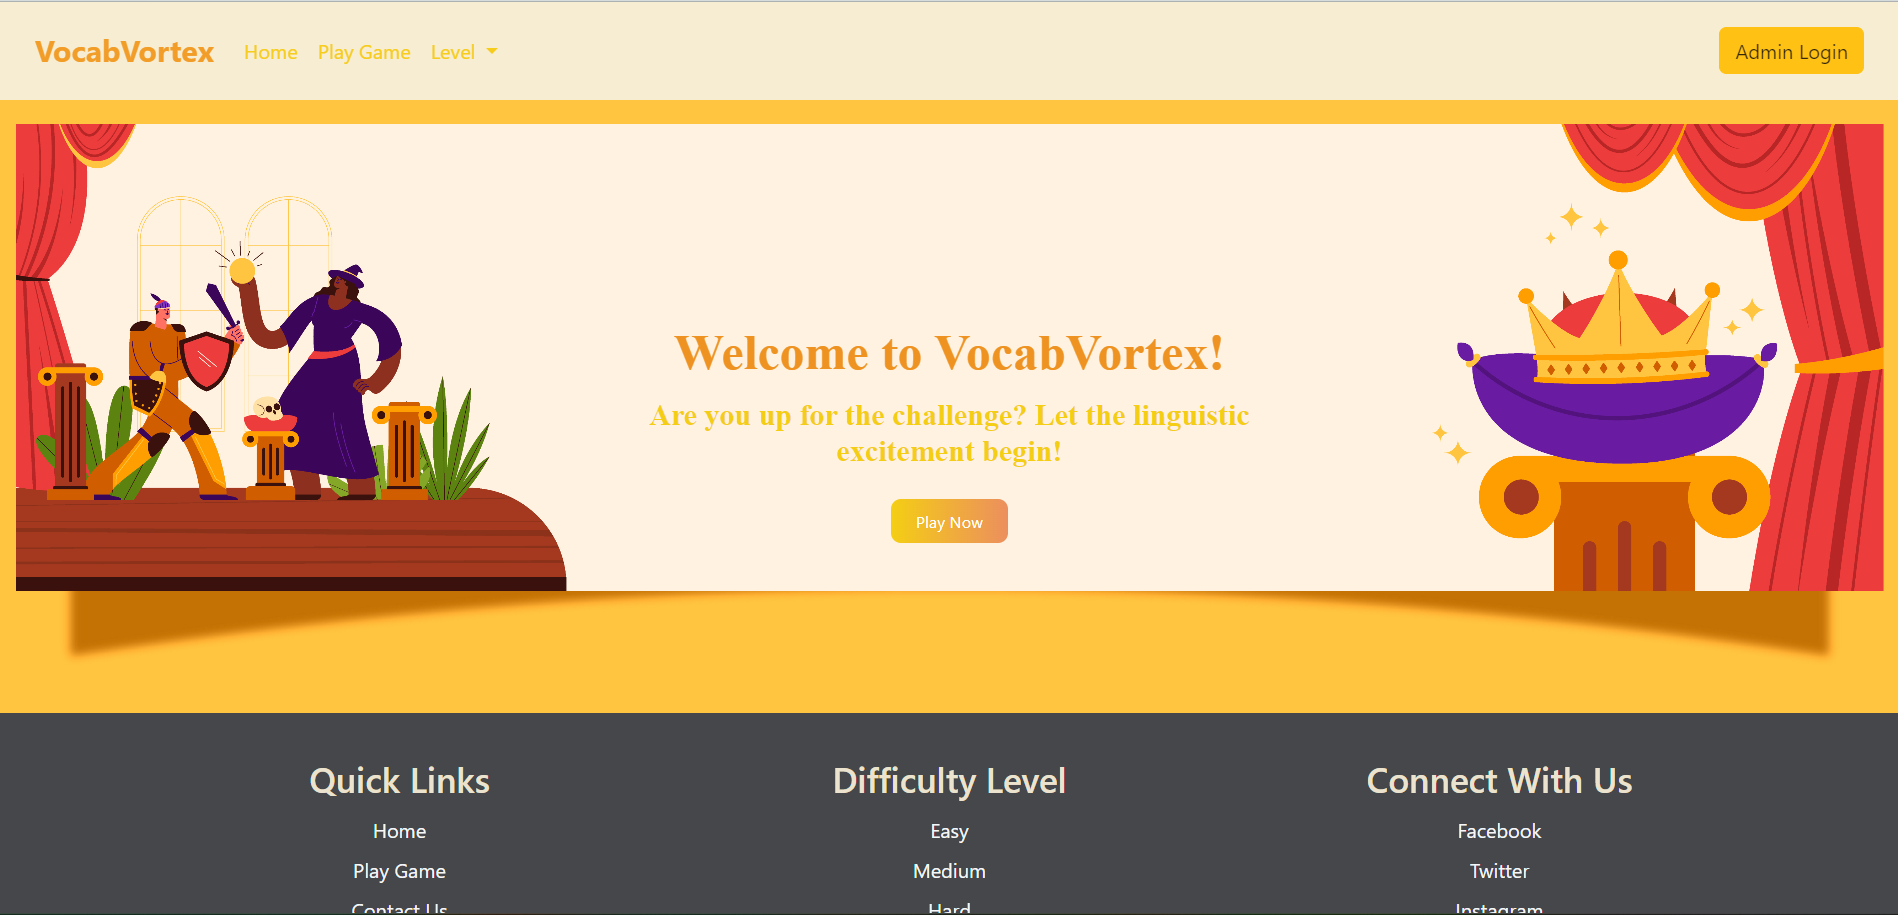 VocabVortex Home Play Game Level Admin Login
Welcome to VocabVortex!
Are you up for the challenge? Let the linguistic
excitement begin!
Play Now
Quick Links Difficulty Level Connect With Us
Home Easy Facebook
Play Game Medium Twitter
Contact Us Hard Instagram